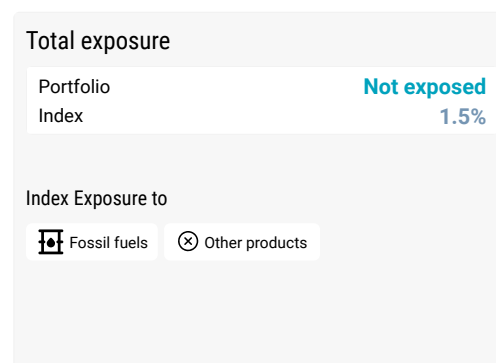 Total exposure
Portfolio Not exposed
Index 1.5%
Index Exposure to
Fossil fuels Other products